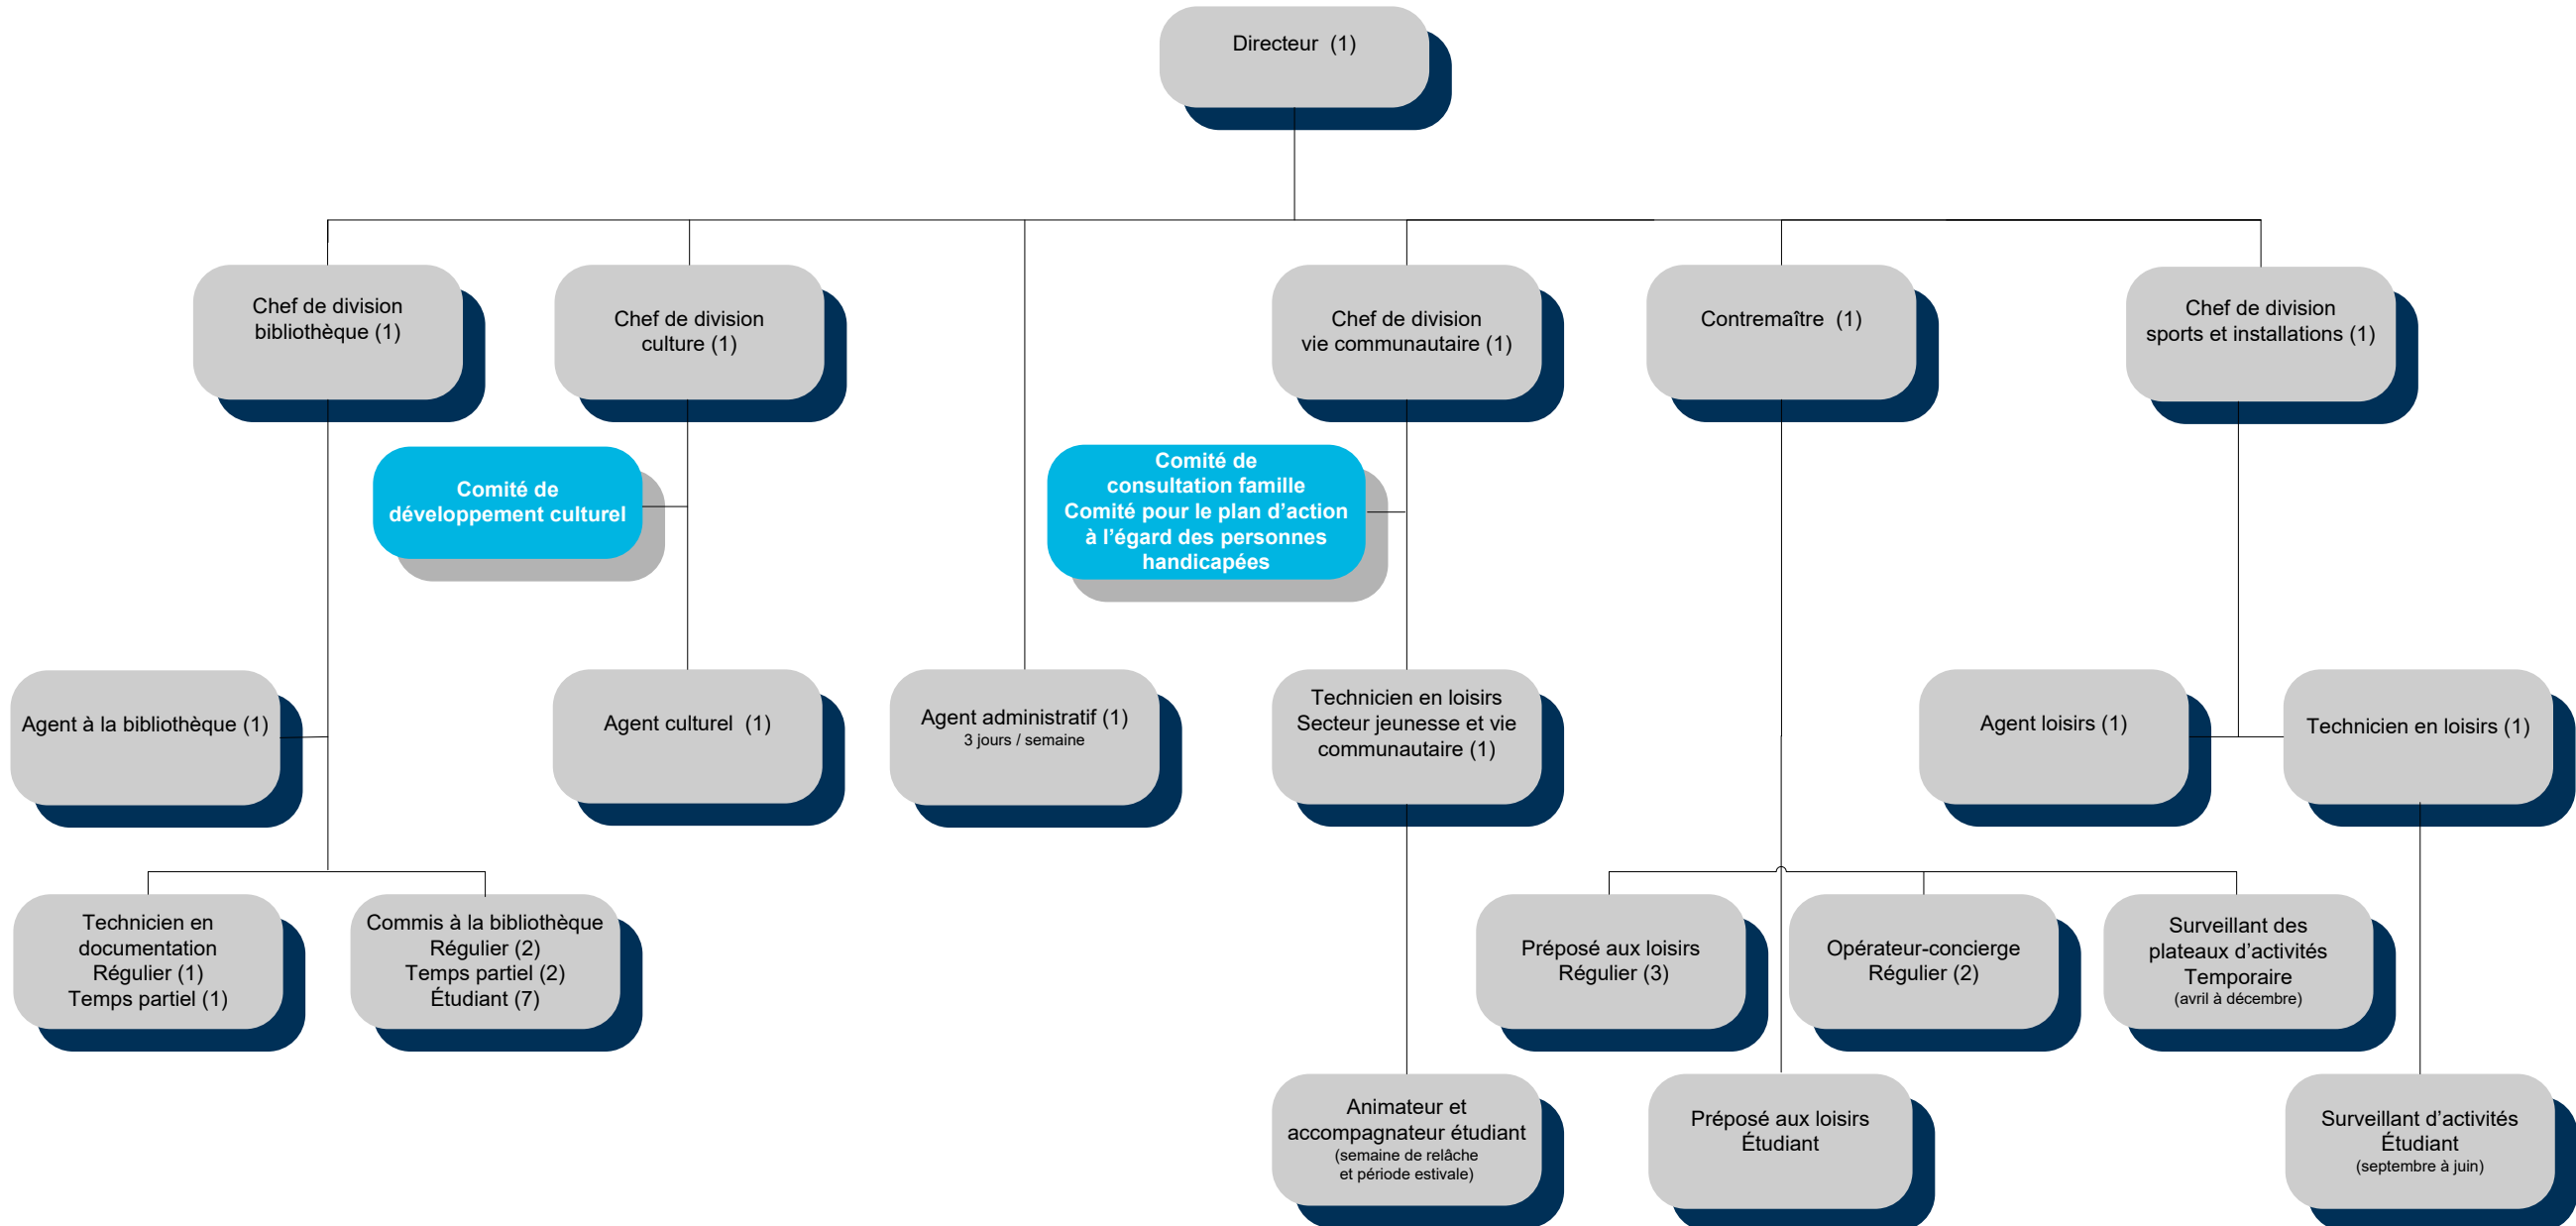 Directeur (1)
Chef de division
bibliothèque (1)
Chef de division
culture (1)
Chef de division
vie communautaire (1)
Contremaître (1)
Chef de division
sports et installations (1)
Comité de
développement culturel
Comité de
consultation famille
Comité pour le plan d’action
à l’égard des personnes
handicapées
Agent à la bibliothèque (1)
Agent culturel (1)
Agent administratif (1)
3 jours / semaine
Technicien en loisirs
Secteur jeunesse et vie
communautaire (1)
Agent loisirs (1)
Technicien en loisirs (1)
Technicien en
documentation
Régulier (1)
Temps partiel (1)
Commis à la bibliothèque
Régulier (2)
Temps partiel (2)
Étudiant (7)
Préposé aux loisirs
Régulier (3)
Opérateur-concierge
Régulier (2)
Surveillant des
plateaux d’activités
Temporaire
(avril à décembre)
Animateur et
accompagnateur étudiant
(semaine de relâche
et période estivale)
Préposé aux loisirs
Étudiant
Surveillant d’activités
Étudiant
(septembre à juin)